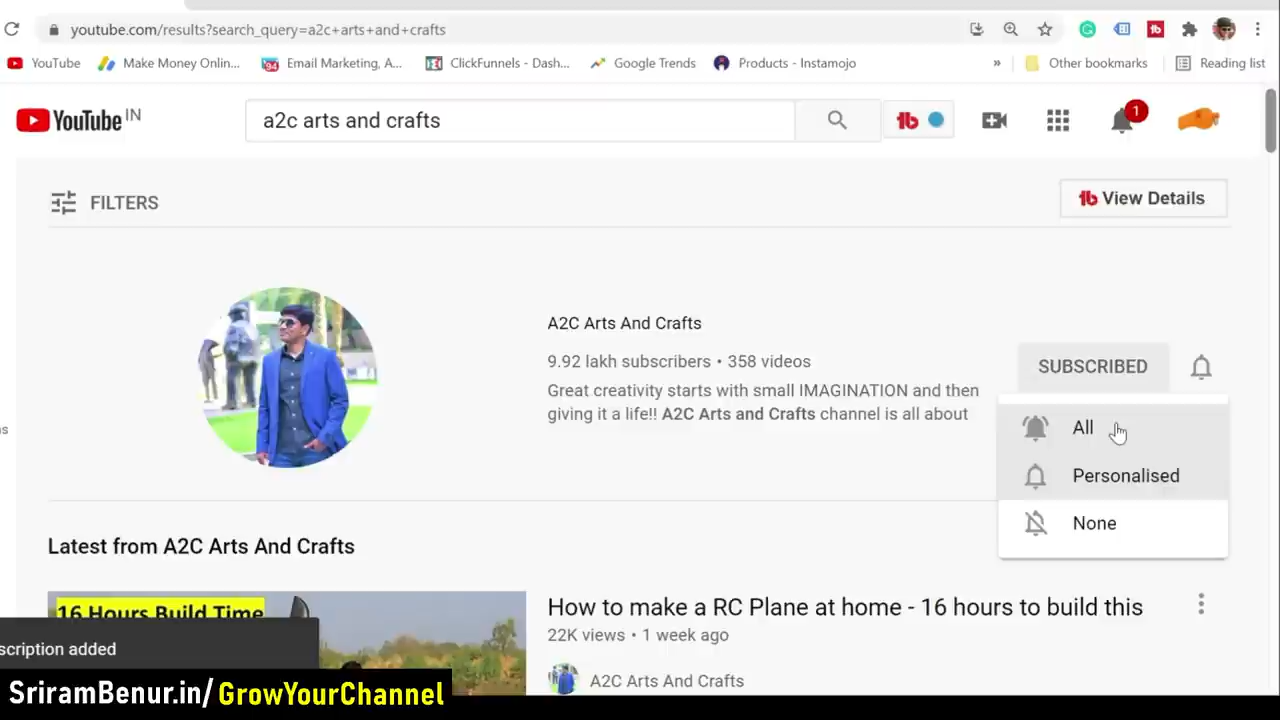 youtube.com/results?search_query=a2c+arts+and+crafts
YouTube
Make Money Onlin...
Email Marketing, A...
ClickFunnels - Dash...
Google Trends
Products - Instamojo
»
Other bookmarks
Reading list
YouTube IN
a2c arts and crafts
tb
1
FILTERS
tb View Details
A2C Arts And Crafts
9.92 lakh subscribers • 358 videos
Great creativity starts with small IMAGINATION and then
giving it a life!! A2C Arts and Crafts channel is all about
SUBSCRIBED
All
Personalised
None
Latest from A2C Arts And Crafts
16 Hours Build Time
How to make a RC Plane at home - 16 hours to build this
22K views • 1 week ago
A2C Arts And Crafts
scription added
SriramBenur.in/GrowYourChannel